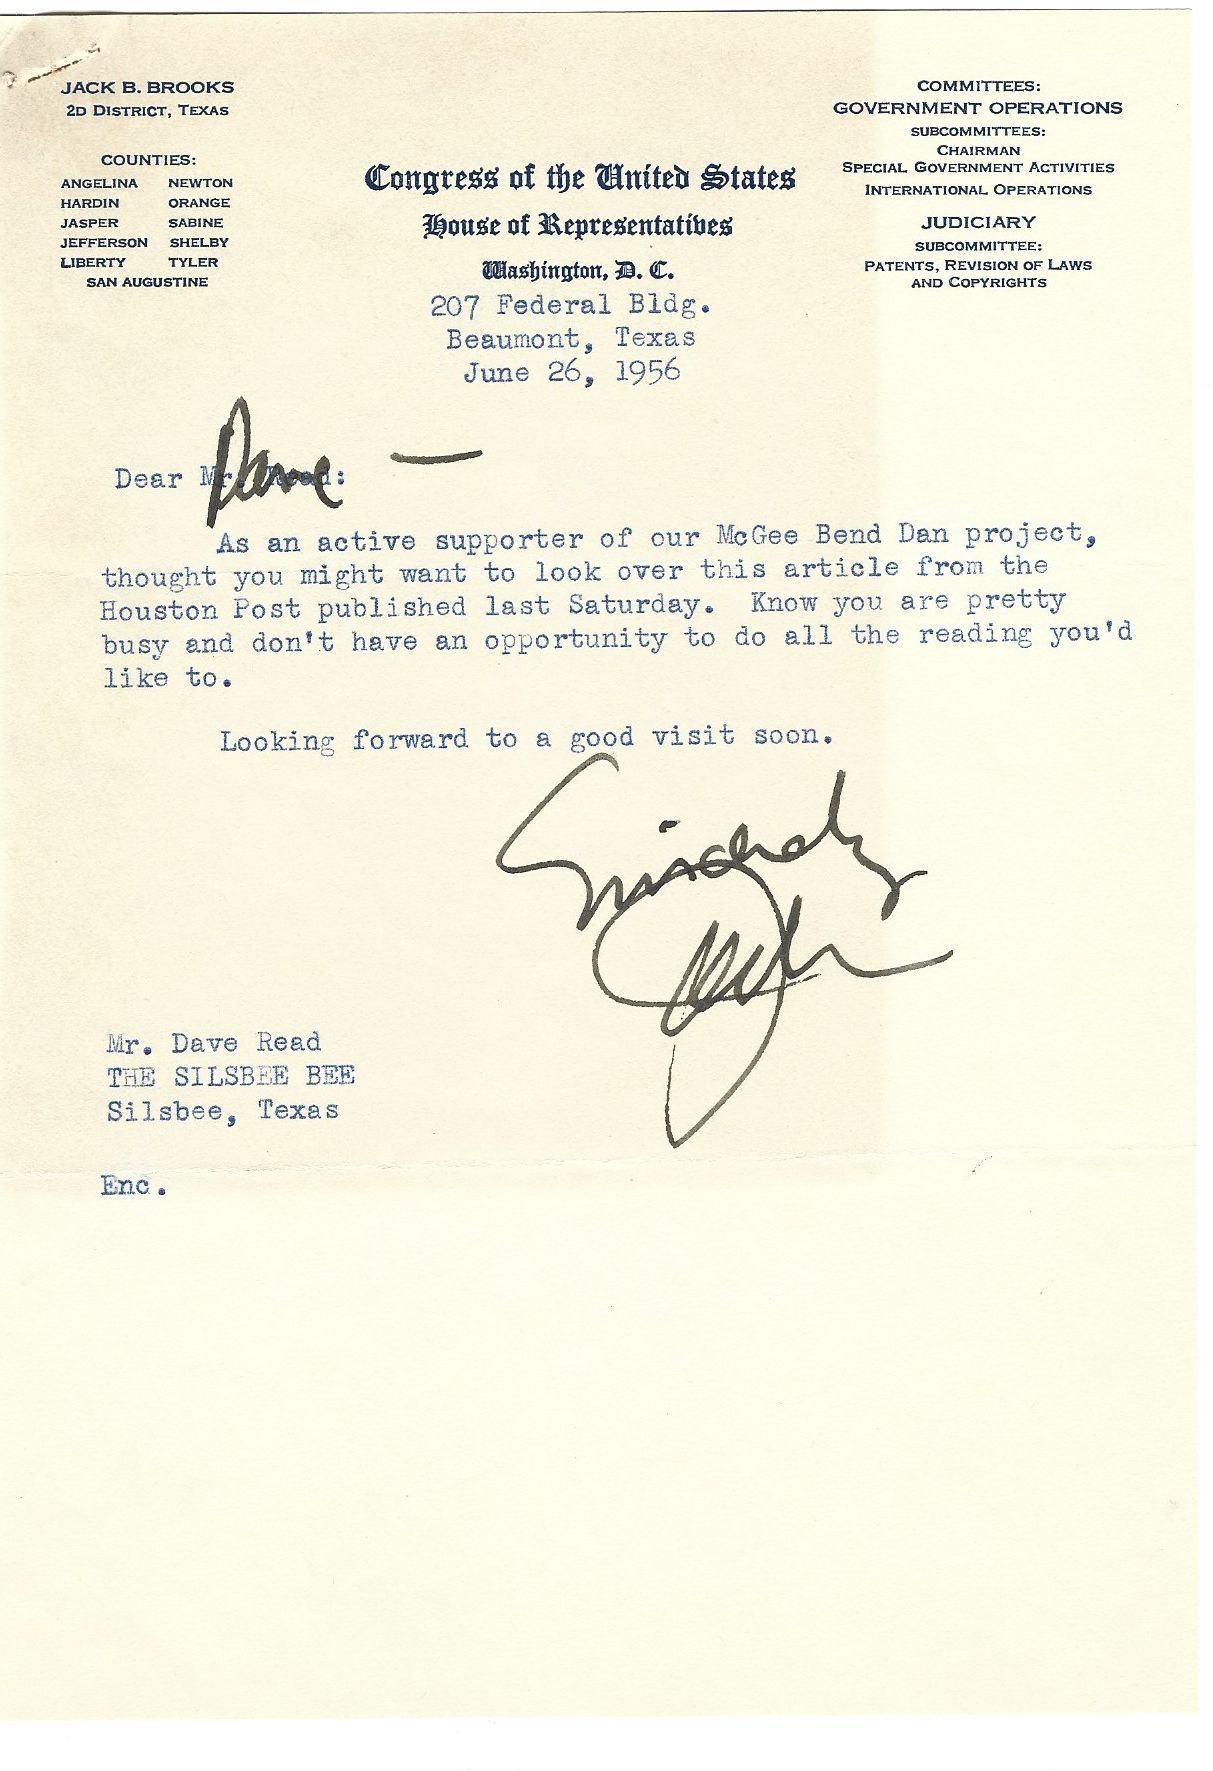 JACK B. BROOKS
2D DISTRICT, TEXAS
COUNTIES:
ANGELINA NEWTON
HARDIN ORANGE
JASPER SABINE
JEFFERSON SHELBY
LIBERTY TYLER
SAN AUGUSTINE
Congress of the United States
House of Representatives
Washington, D. C.
COMMITTEES:
GOVERNMENT OPERATIONS
SUBCOMMITTEES:
CHAIRMAN
SPECIAL GOVERNMENT ACTIVITIES
INTERNATIONAL OPERATIONS
JUDICIARY
SUBCOMMITTEE:
PATENTS, REVISION OF LAWS
AND COPYRIGHTS
207 Federal Bldg.
Beaumont, Texas
June 26, 1956
Dave —
Dear Mr. Read:
As an active supporter of our McGee Bend Dan project,
thought you might want to look over this article from the
Houston Post published last Saturday. Know you are pretty
busy and don't have an opportunity to do all the reading you'd
like to.
Looking forward to a good visit soon.
Sincerely
Jack
Mr. Dave Read
THE SILSBEE BEE
Silsbee, Texas
Enc.